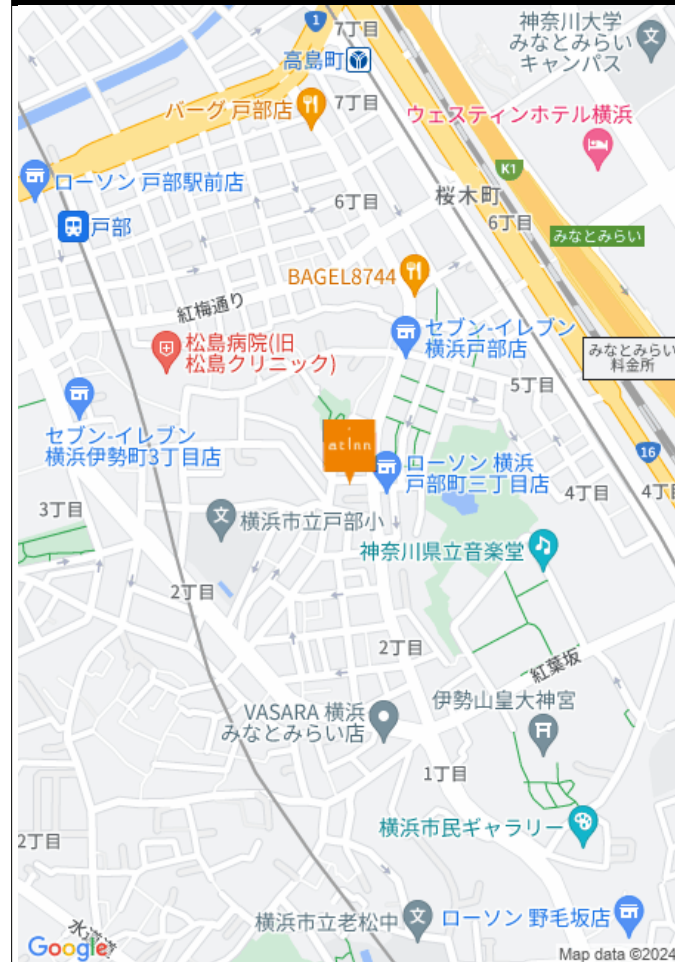 神奈川大学
みなとみらい
キャンパス
1
7丁目
高島町
バーグ 戸部店
7丁目
ウェスティンホテル横浜
K1
ローソン 戸部駅前店
6丁目
桜木町
6丁目
戸部
みなとみらい
BAGEL8744
紅梅通り
セブン-イレブン
横浜戸部店
松島病院(旧
松島クリニック)
みなとみらい
料金所
5丁目
セブン-イレブン
横浜伊勢町3丁目店
at inn
16
ローソン 横浜
戸部町三丁目店
4丁目
4丁
3丁目
横浜市立戸部小
神奈川県立音楽堂
2丁目
2丁目
紅葉坂
伊勢山皇大神宮
VASARA 横浜
みなとみらい店
1丁目
横浜市民ギャラリー
2丁目
横浜市立老松中
ローソン 野毛坂店
水道道
Google
Map data ©2024